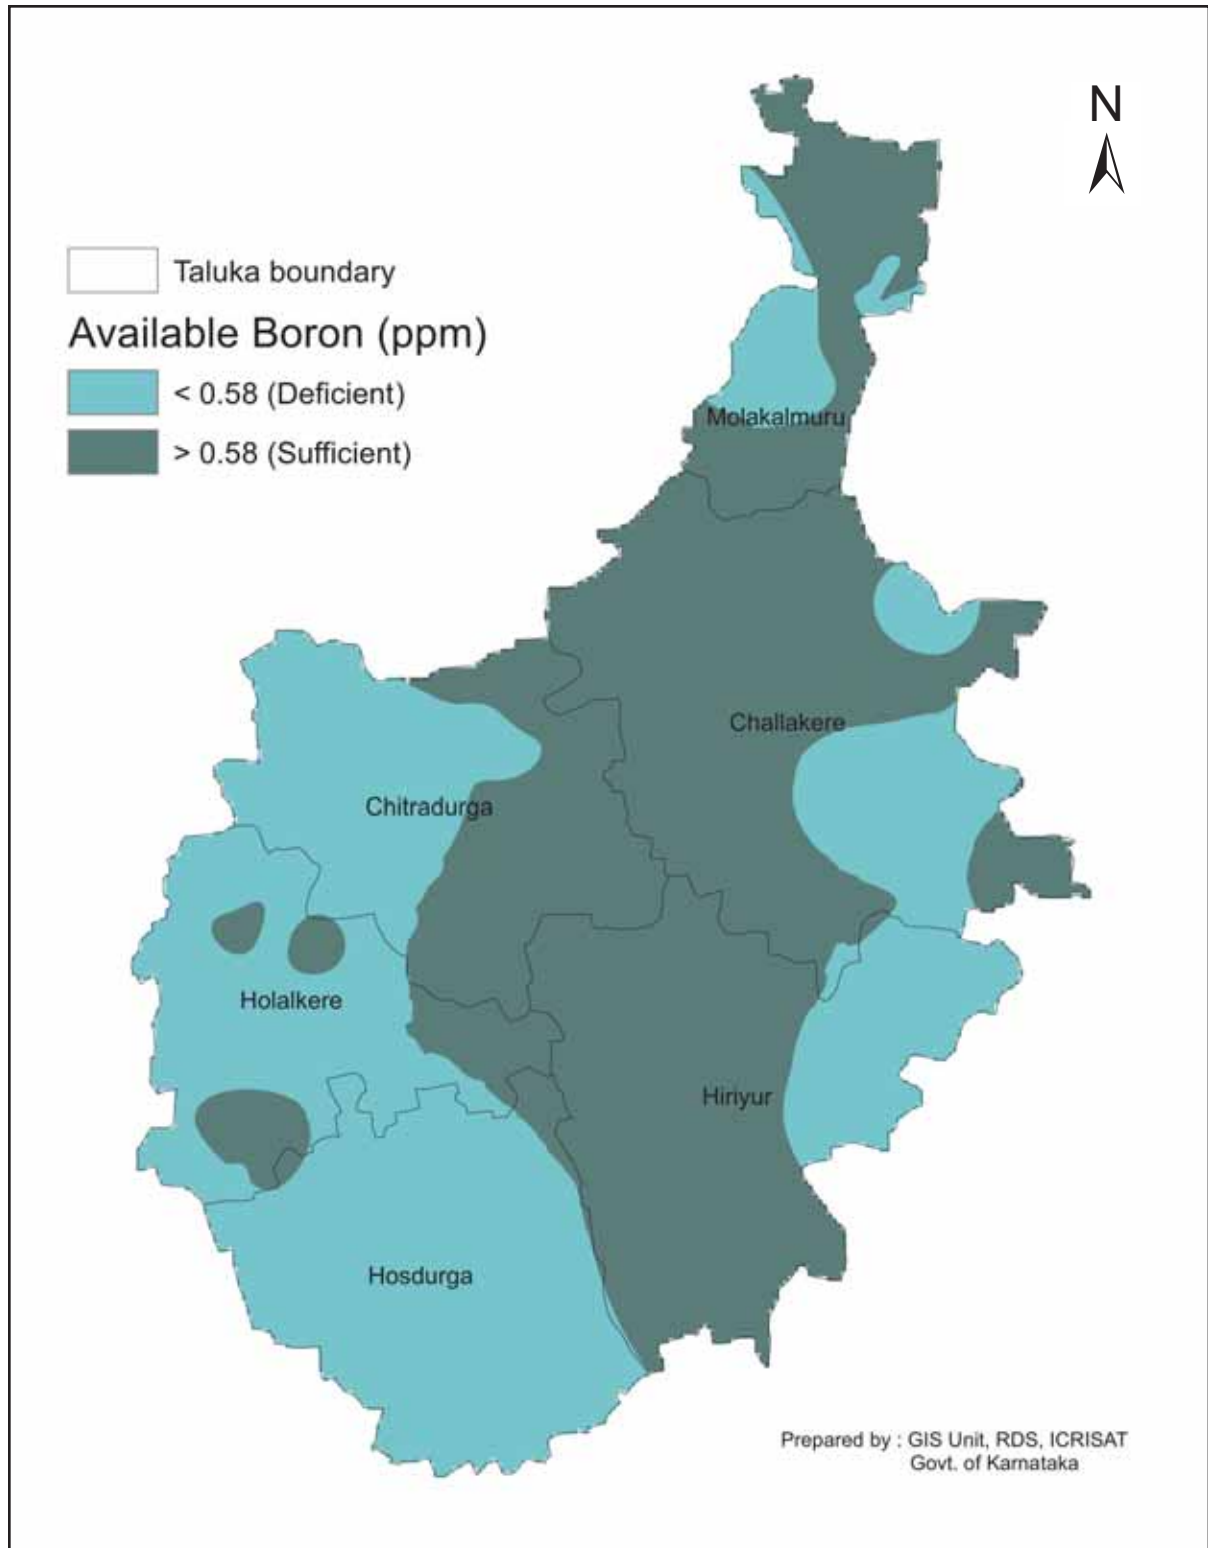 N
Taluka boundary
Available Boron (ppm)
< 0.58 (Deficient)
> 0.58 (Sufficient)
Molakalmuru
Challakere
Chitradurga
Holalkere
Hiriyur
Hosdurga
Prepared by : GIS Unit, RDS, ICRISAT
Govt. of Karnataka